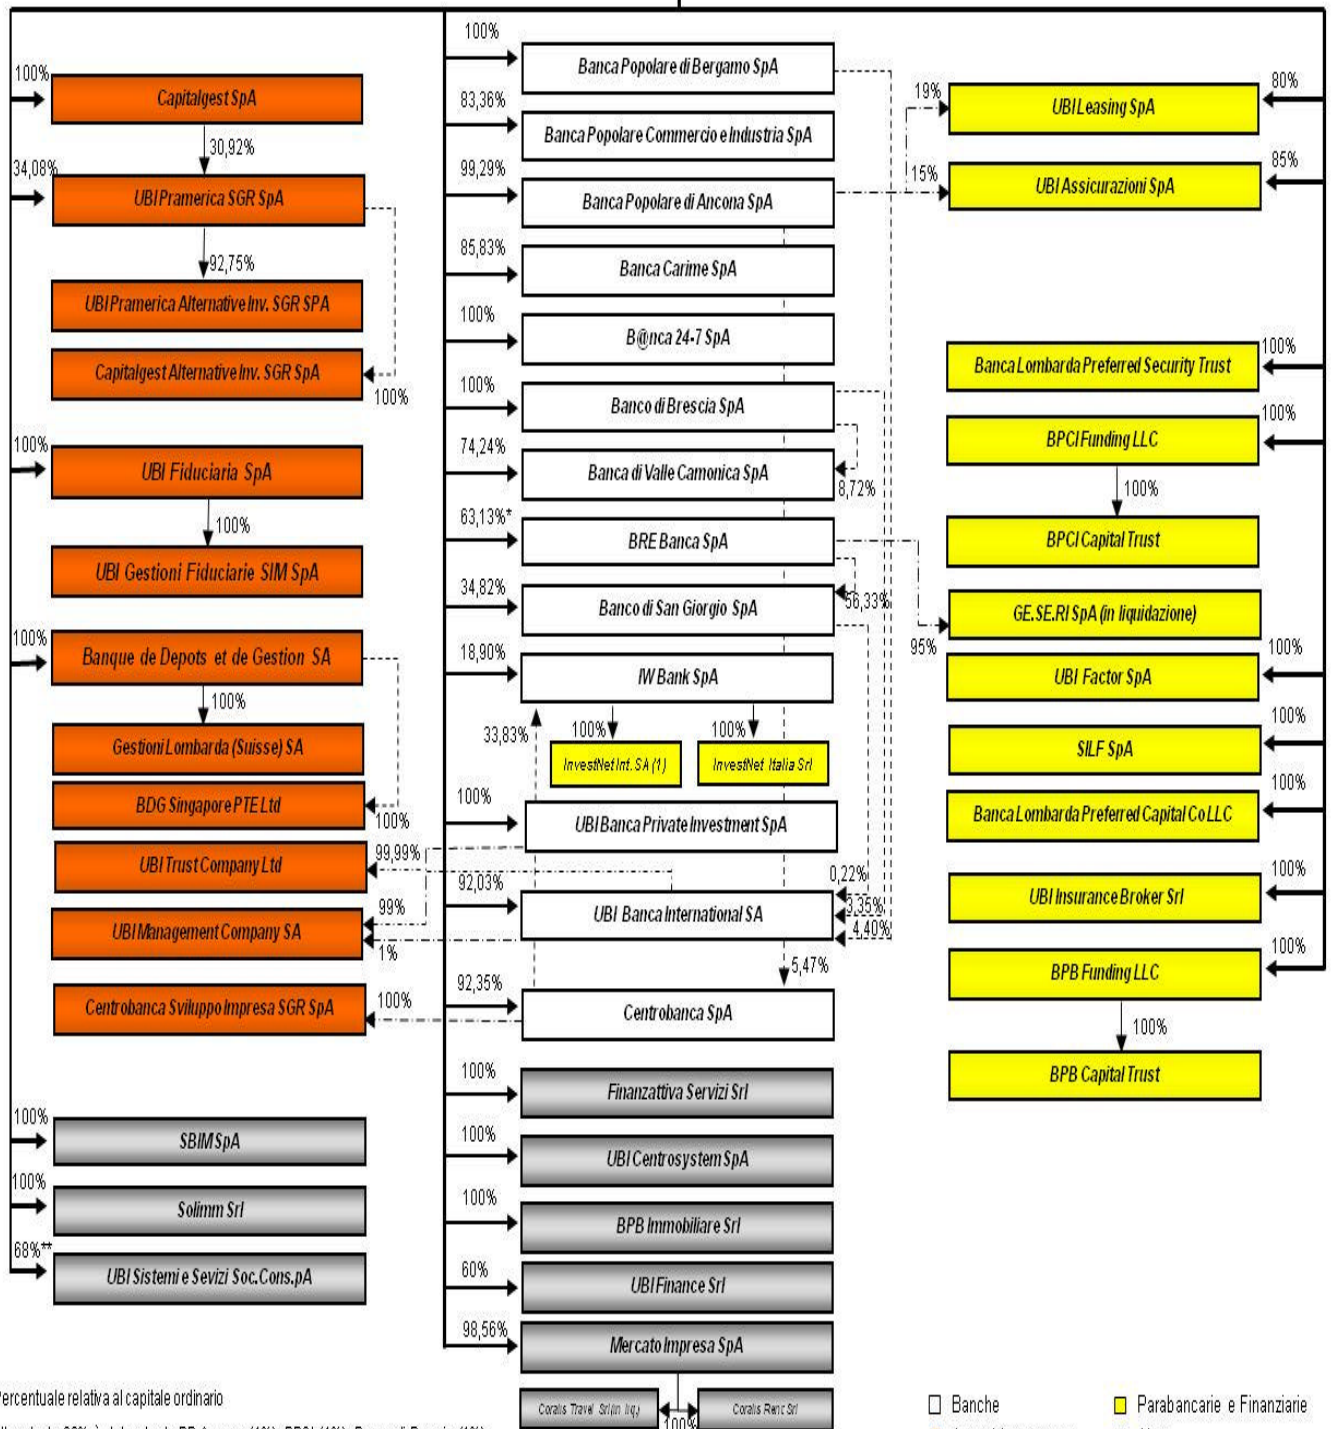 100%
Capitalgest SpA
30,92%
34,08%
UBI Pramerica SGR SpA
92,75%
UBI Pramerica Alternative Inv. SGR SPA
Capitalgest Alternative Inv. SGR SpA
100%
100%
UBI Fiduciaria SpA
100%
UBI Gestioni Fiduciarie SIM SpA
100%
Banque de Depots et de Gestion SA
100%
Gestioni Lombarda (Suisse) SA
BDG Singapore PTE Ltd
100%
UBI Trust Company Ltd
99,99%
99%
UBI Management Company SA
1%
Centrobanca Sviluppo Impresa SGR SpA
100%
100%
SBIM SpA
100%
Solimm Srl
68%**
UBI Sistemi e Sevizi Soc.Cons.pA
100%
Banca Popolare di Bergamo SpA
83,36%
Banca Popolare Commercio e Industria SpA
99,29%
Banca Popolare di Ancona SpA
85,83%
Banca Carime SpA
100%
B@nca 24-7 SpA
100%
Banco di Brescia SpA
74,24%
Banca di Valle Camonica SpA
8,72%
63,13%*
BRE Banca SpA
34,82%
Banco di San Giorgio SpA
56,33%
18,90%
IW Bank SpA
33,83%
100%
100%
InvestNet Int. SA (1)
InvestNet Italia Srl
100%
UBI Banca Private Investment SpA
92,03%
0,22%
UBI Banca International SA
3,35%
4,40%
5,47%
92,35%
Centrobanca SpA
100%
Finanzattiva Servizi Srl
100%
UBI Centrosystem SpA
100%
BPB Immobiliare Srl
60%
UBI Finance Srl
98,56%
Mercato Impresa SpA
Coralis Travel Srl (in liq.)
100%
Coralis Rent Srl
19%
UBI Leasing SpA
80%
15%
UBI Assicurazioni SpA
85%
Banca Lombarda Preferred Security Trust
100%
BPCI Funding LLC
100%
100%
BPCI Capital Trust
GE.SE.RI SpA (in liquidazione)
95%
UBI Factor SpA
100%
SILF SpA
100%
Banca Lombarda Preferred Capital Co LLC
100%
UBI Insurance Broker Srl
100%
BPB Funding LLC
100%
100%
BPB Capital Trust
Percentuale relativa al capitale ordinario
Banche
Parabancarie e Finanziarie